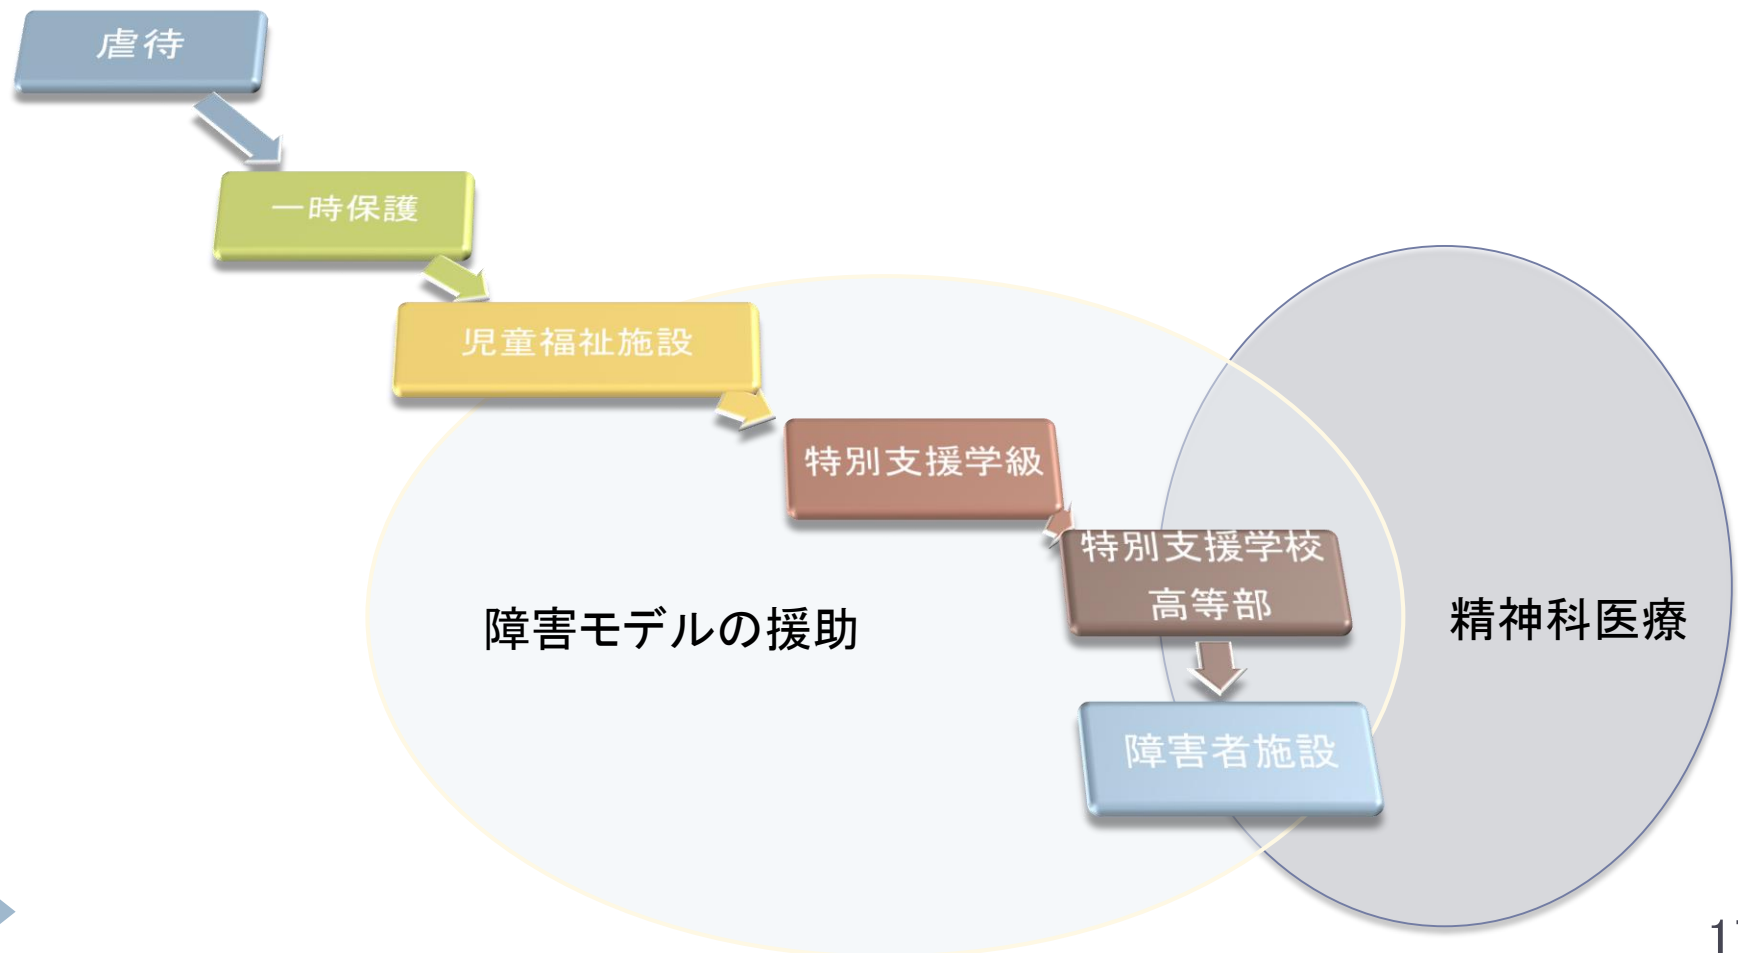 虐待
一時保護
児童福祉施設
特別支援学級
特別支援学校
高等部
障害モデルの援助
精神科医療
障害者施設